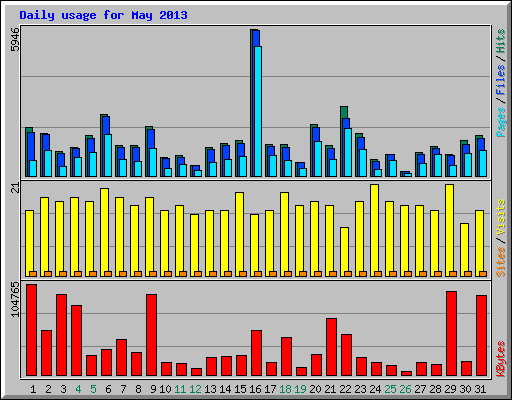 Daily usage for May 2013
5946
Pages / Files / Hits
21
Sites / Visits
104765
KBytes
1 2 3 4 5 6 7 8 9 10 11 12 13 14 15 16 17 18 19 20 21 22 23 24 25 26 27 28 29 30 31